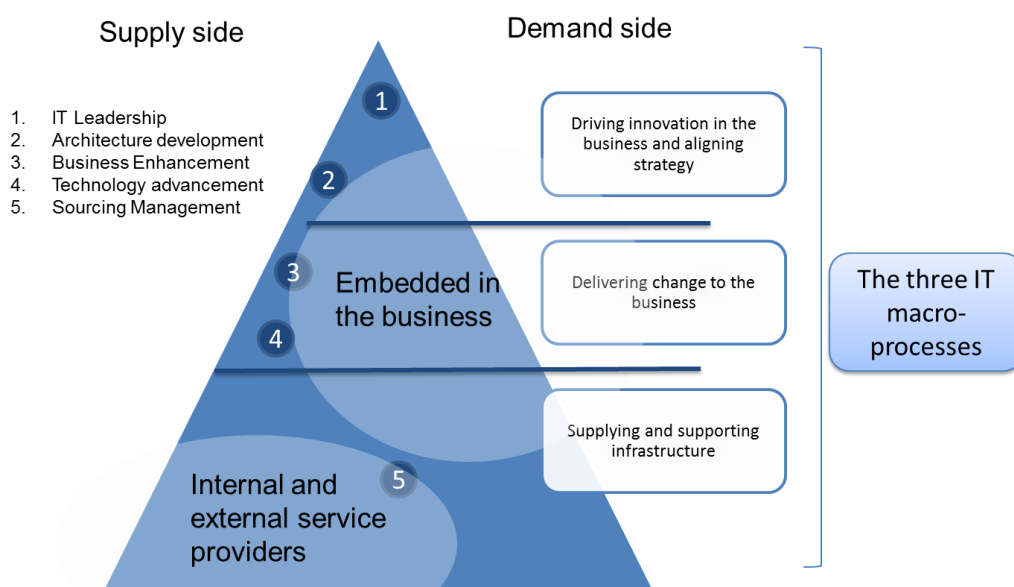 Supply side
Demand side
1. IT Leadership
2. Architecture development
3. Business Enhancement
4. Technology advancement
5. Sourcing Management
1
2
3
4
5
Embedded in
the business
Internal and
external service
providers
Driving innovation in the
business and aligning
strategy
Delivering change to the
business
Supplying and supporting
infrastructure
The three IT
macro-
processes